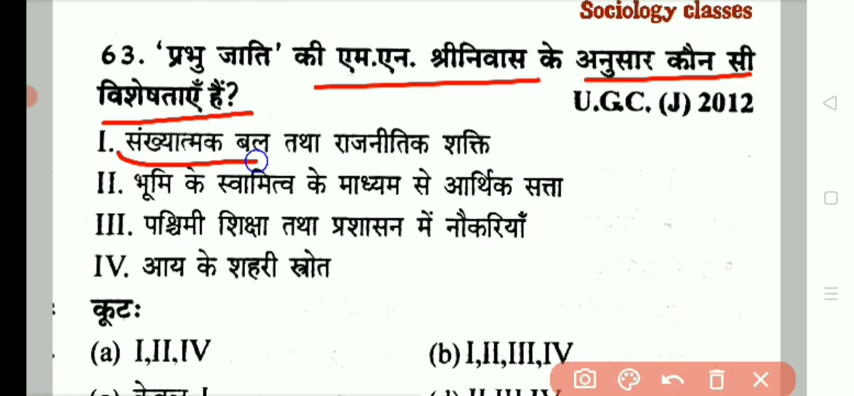 Sociology classes
63. 'प्रभु जाति' की एम.एन. श्रीनिवास के अनुसार कौन सी
विशेषताएँ हैं? U.G.C. (J) 2012
I. संख्यात्मक बल तथा राजनीतिक शक्ति
II. भूमि के स्वामित्व के माध्यम से आर्थिक सत्ता
III. पश्चिमी शिक्षा तथा प्रशासन में नौकरियाँ
IV. आय के शहरी स्त्रोत
कूटः
(a) I,II,IV (b) I,II,III,IV